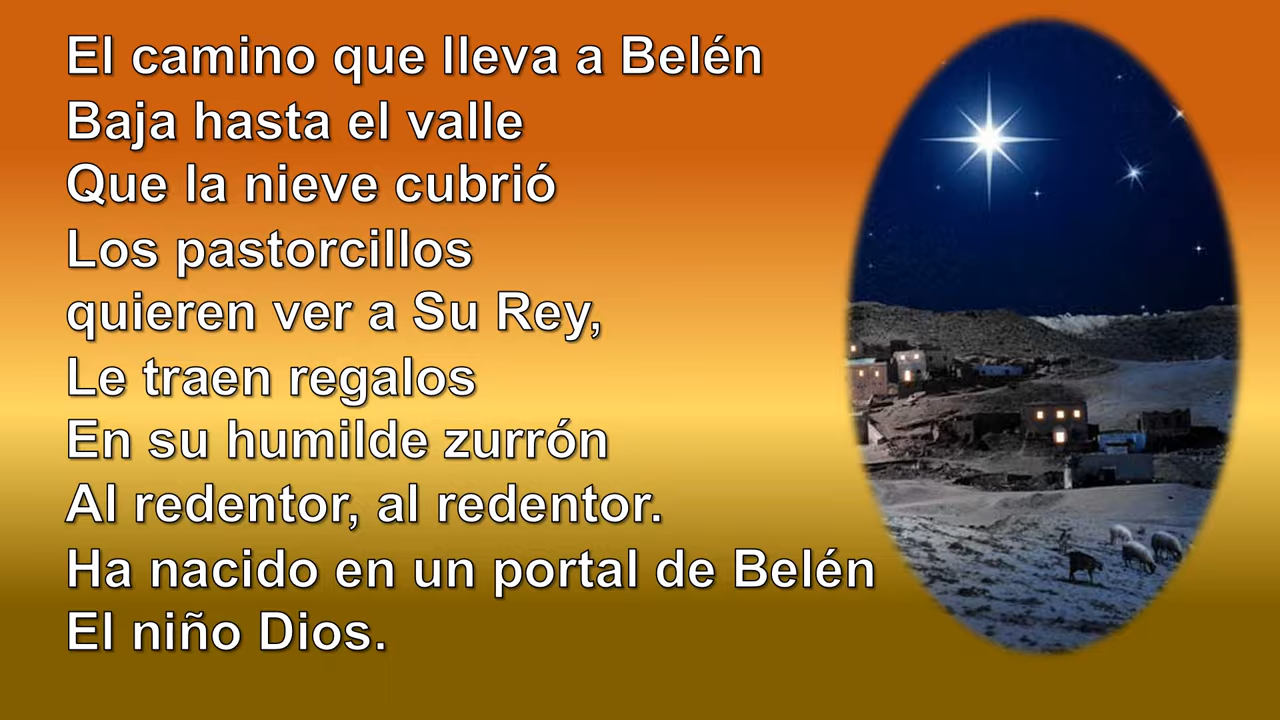 El camino que lleva a Belén
Baja hasta el valle
Que la nieve cubrió
Los pastorcillos
quieren ver a Su Rey,
Le traen regalos
En su humilde zurrón
Al redentor, al redentor.
Ha nacido en un portal de Belén
El niño Dios.